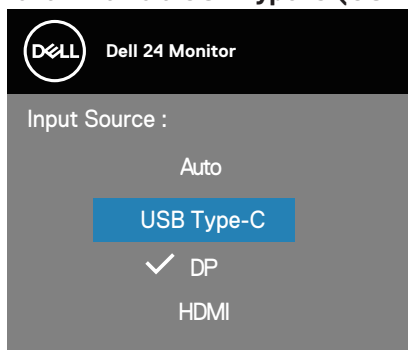 DELL Dell 24 Monitor
Input Source :
Auto
USB Type-C
DP
HDMI